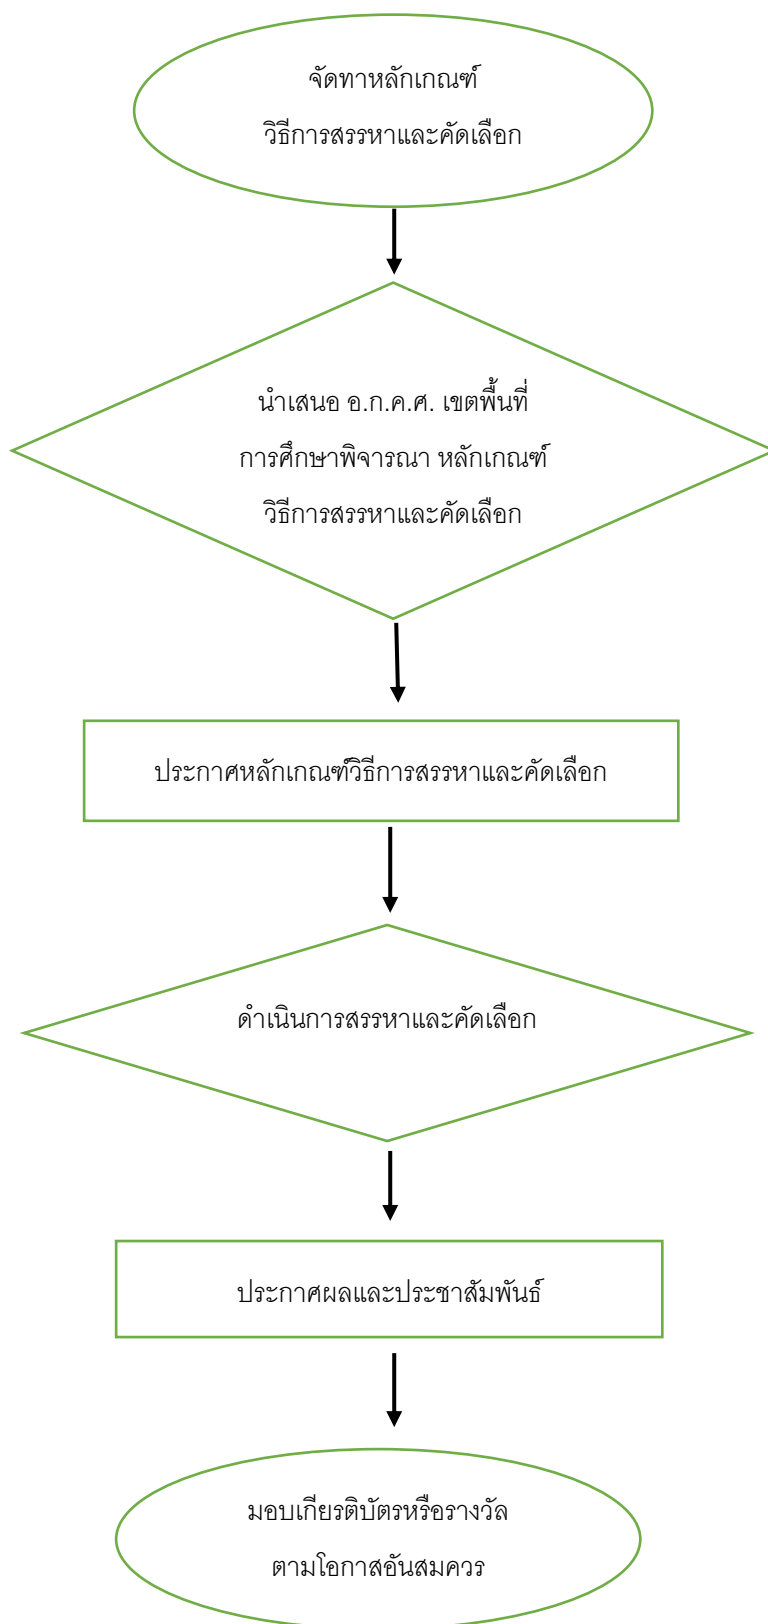 จัดทาหลักเกณฑ์
วิธีการสรรหาและคัดเลือก
นำเสนอ อ.ก.ค.ศ. เขตพื้นที่
การศึกษาพิจารณา หลักเกณฑ์
วิธีการสรรหาและคัดเลือก
ประกาศหลักเกณฑ์วิธีการสรรหาและคัดเลือก
ดำเนินการสรรหาและคัดเลือก
ประกาศผลและประชาสัมพันธ์
มอบเกียรติบัตรหรือรางวัล
ตามโอกาสอันสมควร